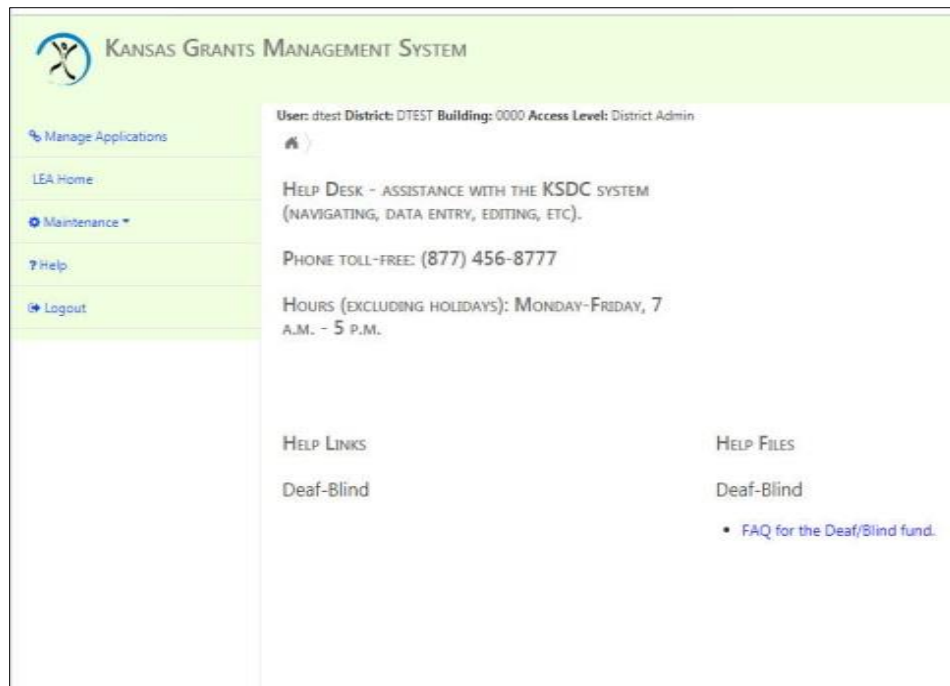 Kansas Grants Management System
Manage Applications
LEA Home
Maintenance
? Help
Logout
User: dtest District: DTEST Building: 0000 Access Level: District Admin
Help Desk - assistance with the KSDC system
(navigating, data entry, editing, etc).
Phone toll-free: (877) 456-8777
Hours (excluding holidays): Monday-Friday, 7
a.m. - 5 p.m.
Help Links
Deaf-Blind
Help Files
Deaf-Blind
• FAQ for the Deaf/Blind fund.